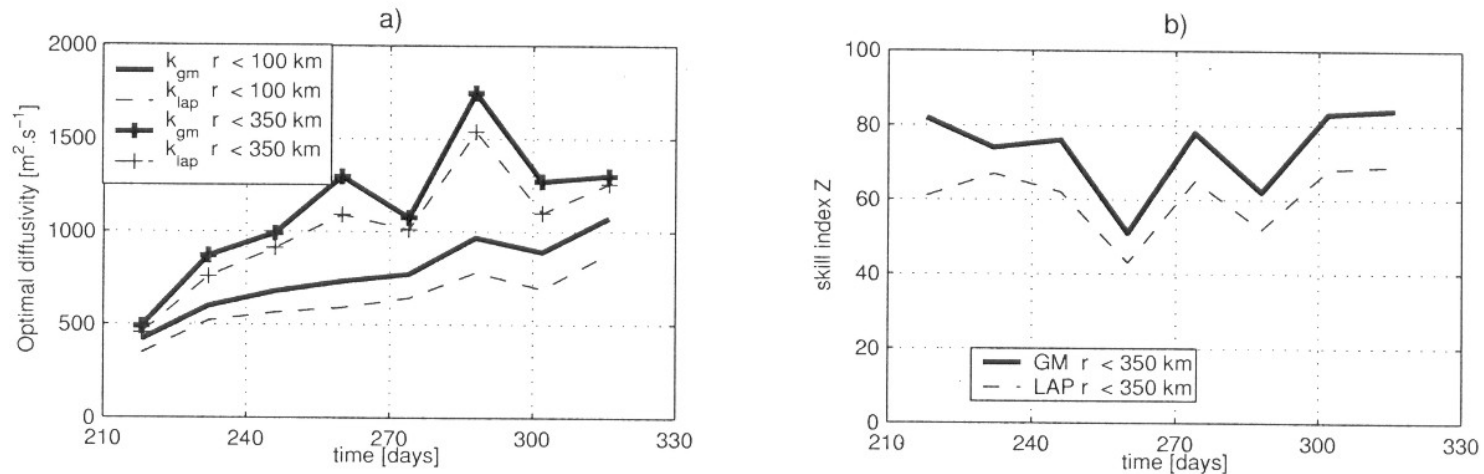 a)
2000
1500
1000
500
0
Optimal diffusivity [m².s⁻¹]
k_gm r < 100 km
k_lap r < 100 km
k_gm r < 350 km
k_lap r < 350 km
210 240 270 300 330
time [days]
b)
100
80
60
40
20
0
skill index Z
GM r < 350 km
LAP r < 350 km
210 240 270 300 330
time [days]